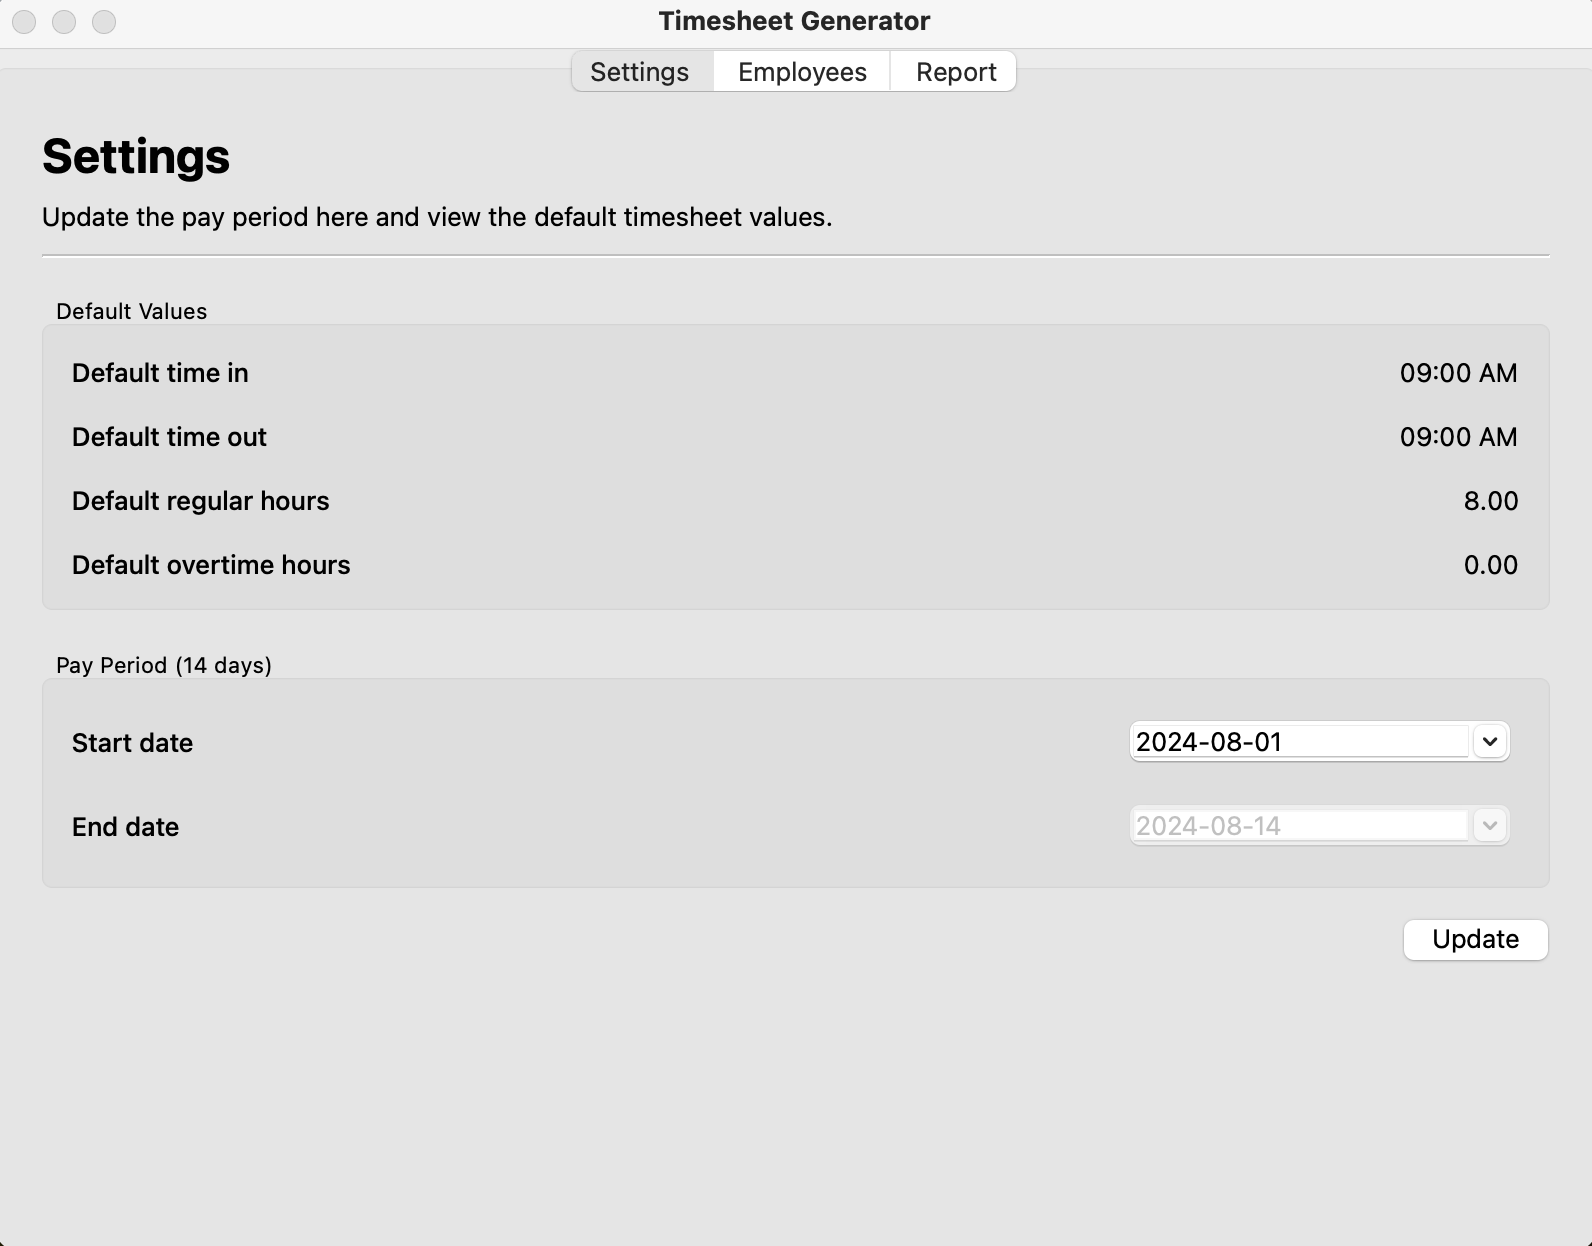 Timesheet Generator
Settings Employees Report
Settings
Update the pay period here and view the default timesheet values.
Default Values
Default time in 09:00 AM
Default time out 09:00 AM
Default regular hours 8.00
Default overtime hours 0.00
Pay Period (14 days)
Start date 2024-08-01
End date 2024-08-14
Update